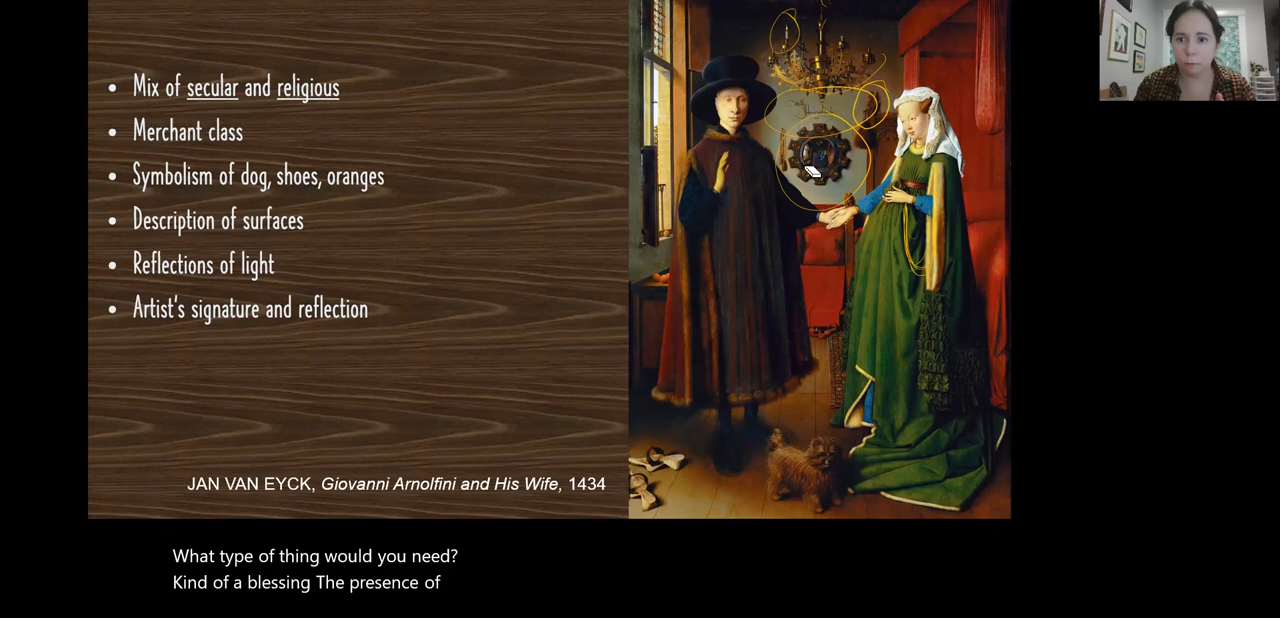 • Mix of secular and religious
• Merchant class
• Symbolism of dog, shoes, oranges
• Description of surfaces
• Reflections of light
• Artist's signature and reflection
JAN VAN EYCK, Giovanni Arnolfini and His Wife, 1434
What type of thing would you need?
Kind of a blessing The presence of